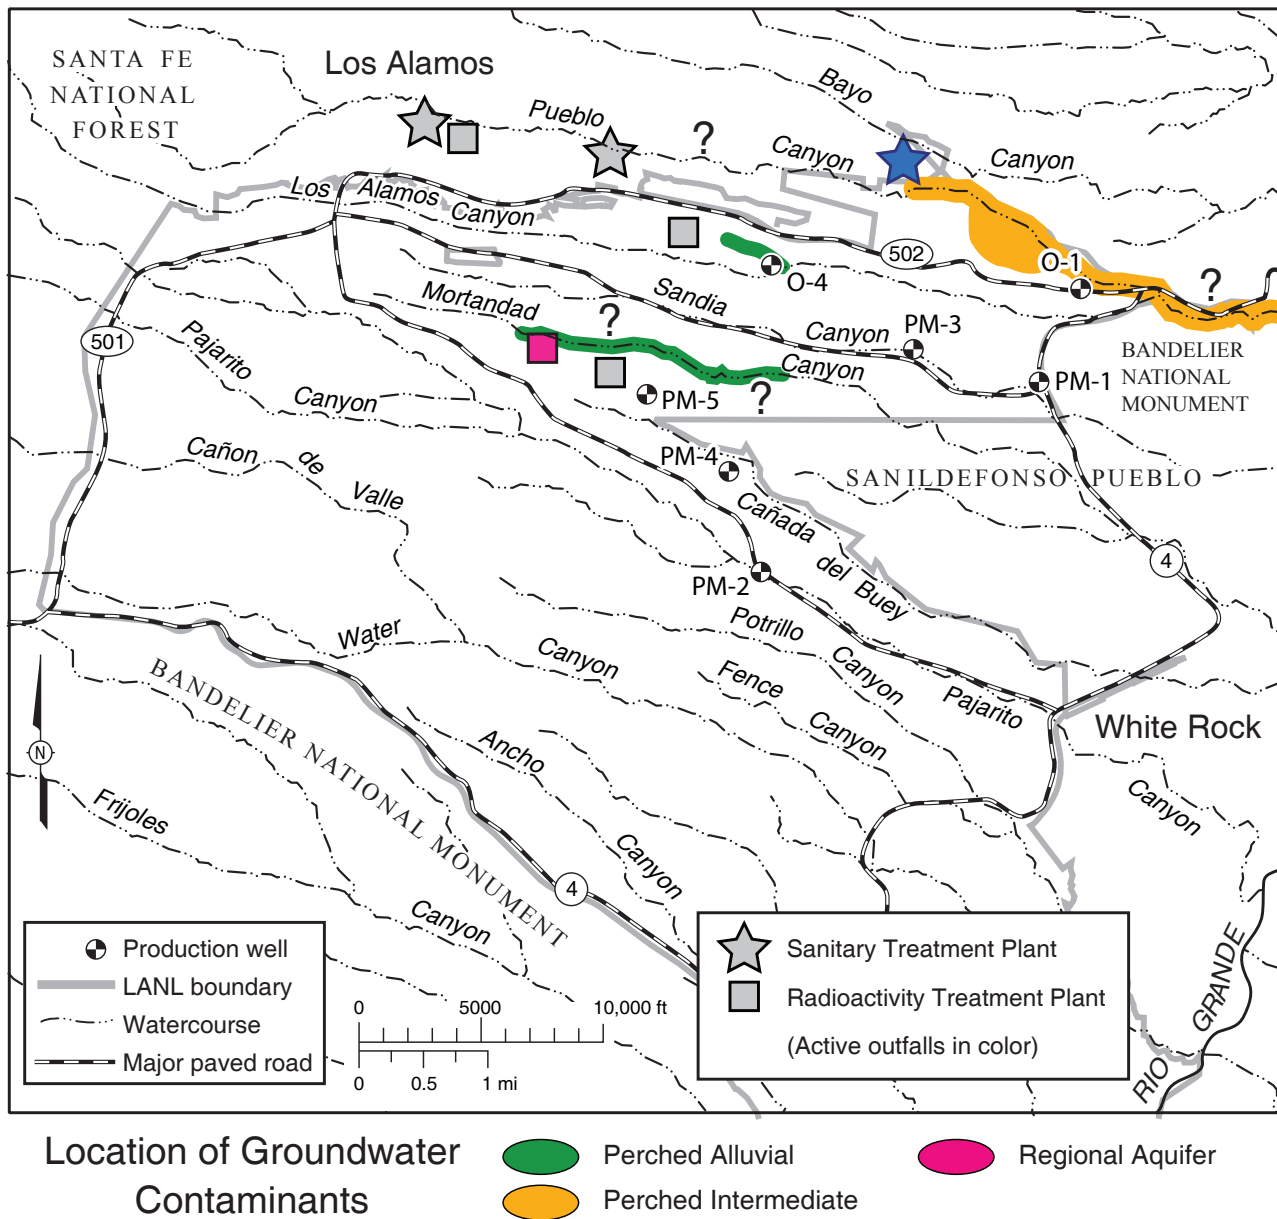 SANTA FE
NATIONAL
FOREST
Los Alamos
Bayo
Pueblo
?
Canyon
Canyon
Los Alamos Canyon
502
O-1
?
O-4
Sandia
Mortandad
?
Canyon
PM-3
501
Pajarito
Canyon
BANDELIER
NATIONAL
MONUMENT
PM-1
PM-5
?
Canyon
Cañon de Valle
PM-4
SAN ILDEFONSO PUEBLO
Cañada del Buey
4
PM-2
Water
Canyon
Potrillo
Canyon
Fence
Canyon
Pajarito
White Rock
BANDELIER NATIONAL MONUMENT
N
Ancho
Canyon
Canyon
Frijoles
Canyon
4
RIO GRANDE
Production well
LANL boundary
Watercourse
Major paved road
0 5000 10,000 ft
0 0.5 1 mi
Sanitary Treatment Plant
Radioactivity Treatment Plant
(Active outfalls in color)
Location of Groundwater
Contaminants
Perched Alluvial
Regional Aquifer
Perched Intermediate